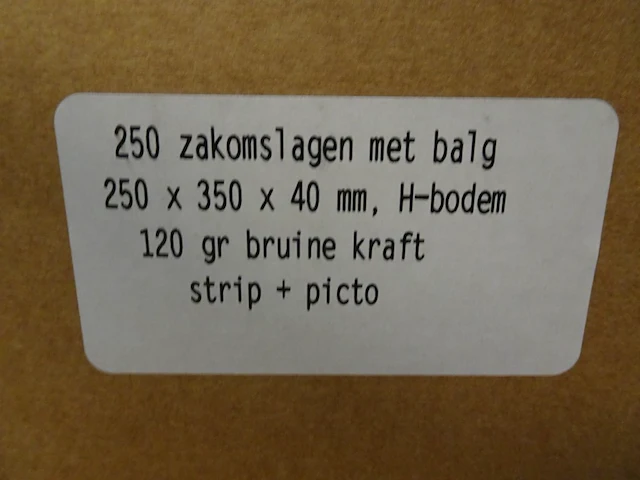 250 zakomslagen met balg
250 x 350 x 40 mm, H-bodem
120 gr bruine kraft
strip + picto